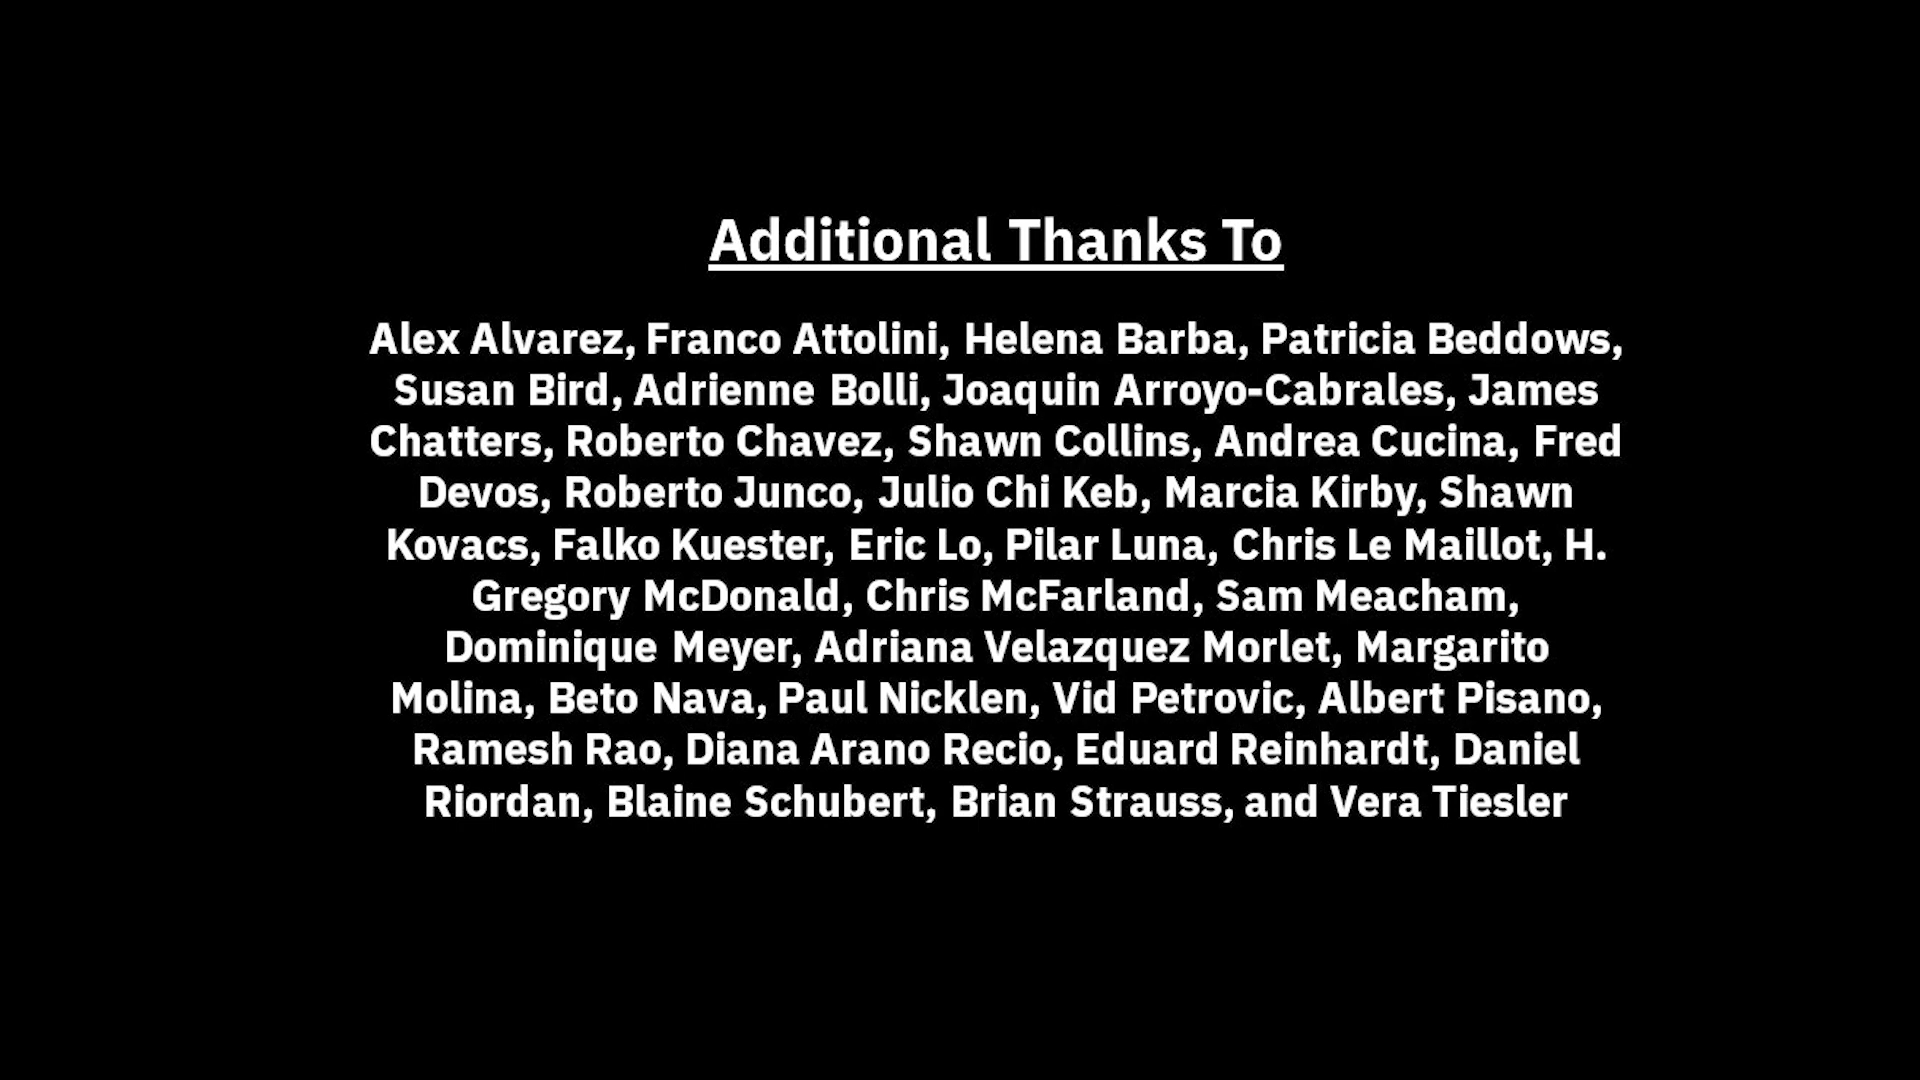 Additional Thanks To
Alex Alvarez, Franco Attolini, Helena Barba, Patricia Beddows,
Susan Bird, Adrienne Bolli, Joaquin Arroyo-Cabrales, James
Chatters, Roberto Chavez, Shawn Collins, Andrea Cucina, Fred
Devos, Roberto Junco, Julio Chi Keb, Marcia Kirby, Shawn
Kovacs, Falko Kuester, Eric Lo, Pilar Luna, Chris Le Maillot, H.
Gregory McDonald, Chris McFarland, Sam Meacham,
Dominique Meyer, Adriana Velazquez Morlet, Margarito
Molina, Beto Nava, Paul Nicklen, Vid Petrovic, Albert Pisano,
Ramesh Rao, Diana Arano Recio, Eduard Reinhardt, Daniel
Riordan, Blaine Schubert, Brian Strauss, and Vera Tiesler